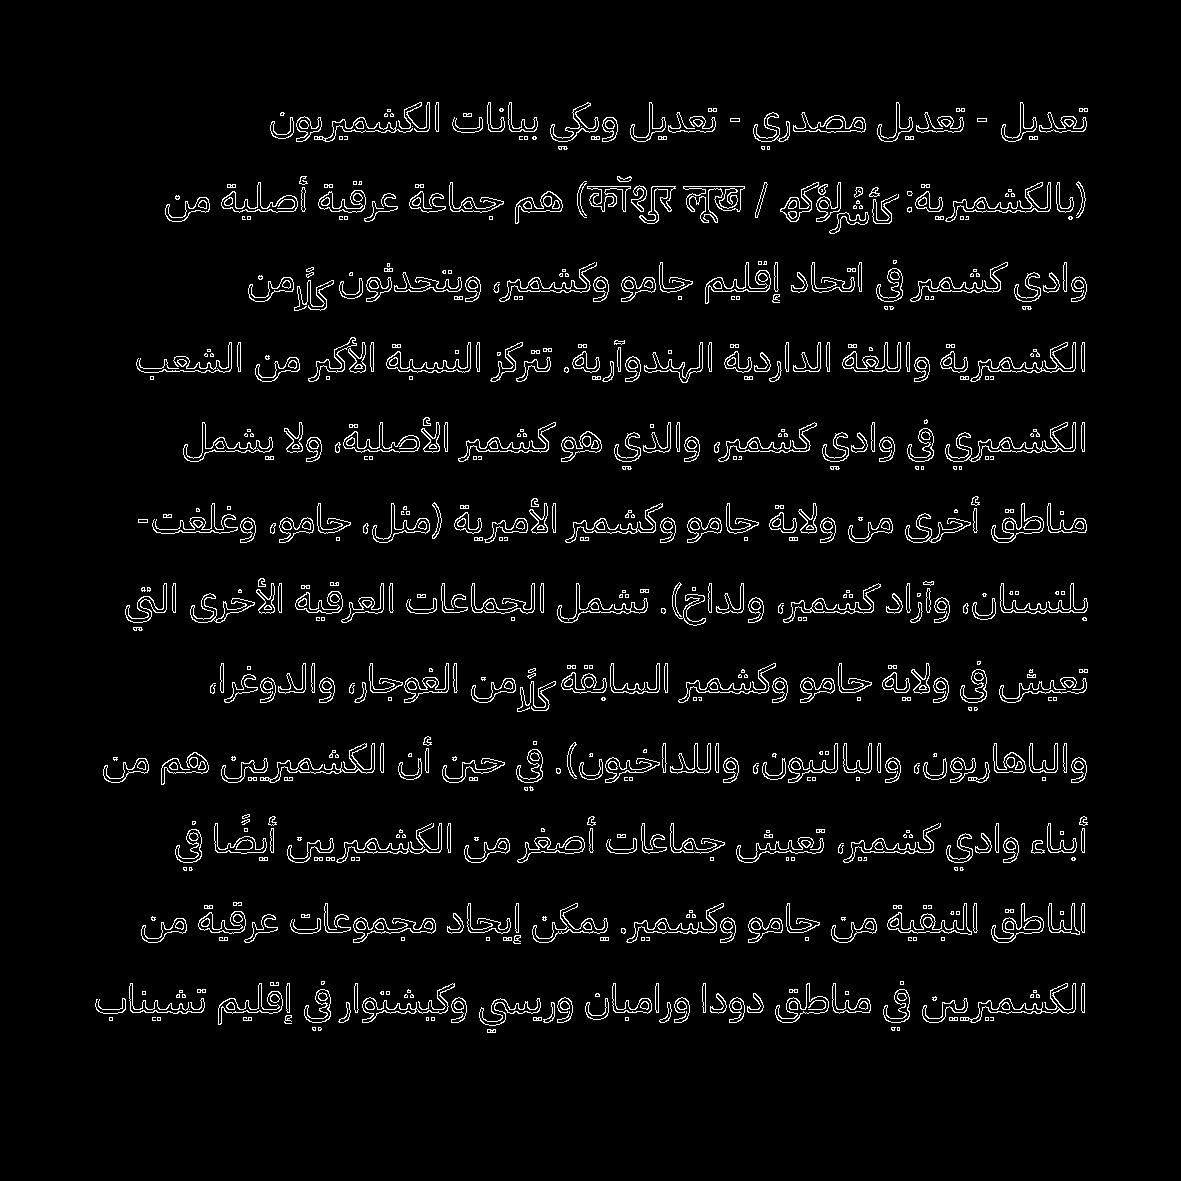 تعديل - تعديل مصدري - تعديل ويكي بيانات الكشميريون
(بالكشميرية: كأشُرلوٗکھ / कॉशुर लूख) هم جماعة عرقية أصلية من
وادي كشمير في اتحاد إقليم جامو وكشمير، ويتحدثون كلًامن
الكشميرية واللغة الداردية الهندوآرية. تتركز النسبة الأكبر من الشعب
الكشميري في وادي كشمير، والذي هو كشمير الأصلية، ولا يشمل
مناطق أخرى من ولاية جامو وكشمير الأميرية (مثل، جامو، وغلغت-
بلتستان، وآزاد كشمير، ولداخ). تشمل الجماعات العرقية الأخرى التي
تعيش في ولاية جامو وكشمير السابقة كلًامن الغوجار، والدوغرا،
والباهاريون، والبالتيون، واللداخيون). في حين أن الكشميريين هم من
أبناء وادي كشمير، تعيش جماعات أصغر من الكشميريين أيضًا في
المناطق المتبقية من جامو وكشمير. يمكن إيجاد مجموعات عرقية من
الكشميريين في مناطق دودا ورامبان وريسي وكيشتوار في إقليم تشيناب